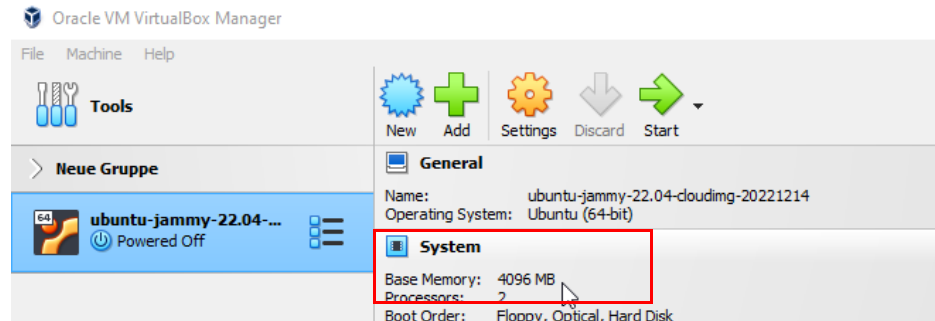 Oracle VM VirtualBox Manager
File Machine Help
Tools
New Add Settings Discard Start
Neue Gruppe
General
Name: ubuntu-jammy-22.04-cloudimg-20221214
Operating System: Ubuntu (64-bit)
64
ubuntu-jammy-22.04-...
Powered Off
System
Base Memory: 4096 MB
Processors: 2
Boot Order: Floppy, Optical, Hard Disk